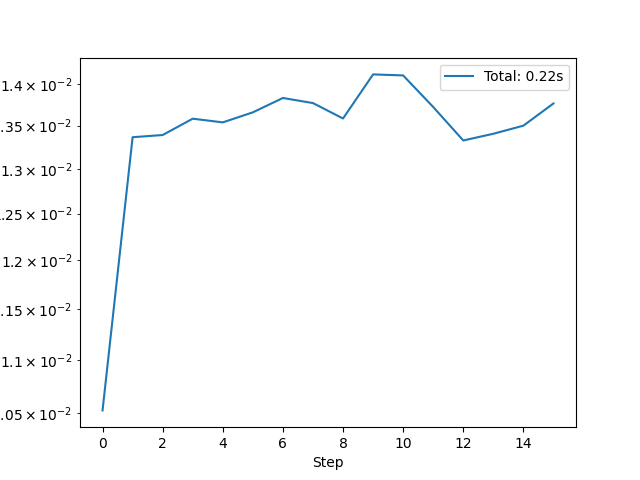 Total: 0.22s
1.4 × 10⁻²
.35 × 10⁻²
1.3 × 10⁻²
.25 × 10⁻²
1.2 × 10⁻²
.15 × 10⁻²
1.1 × 10⁻²
.05 × 10⁻²
0 2 4 6 8 10 12 14
Step